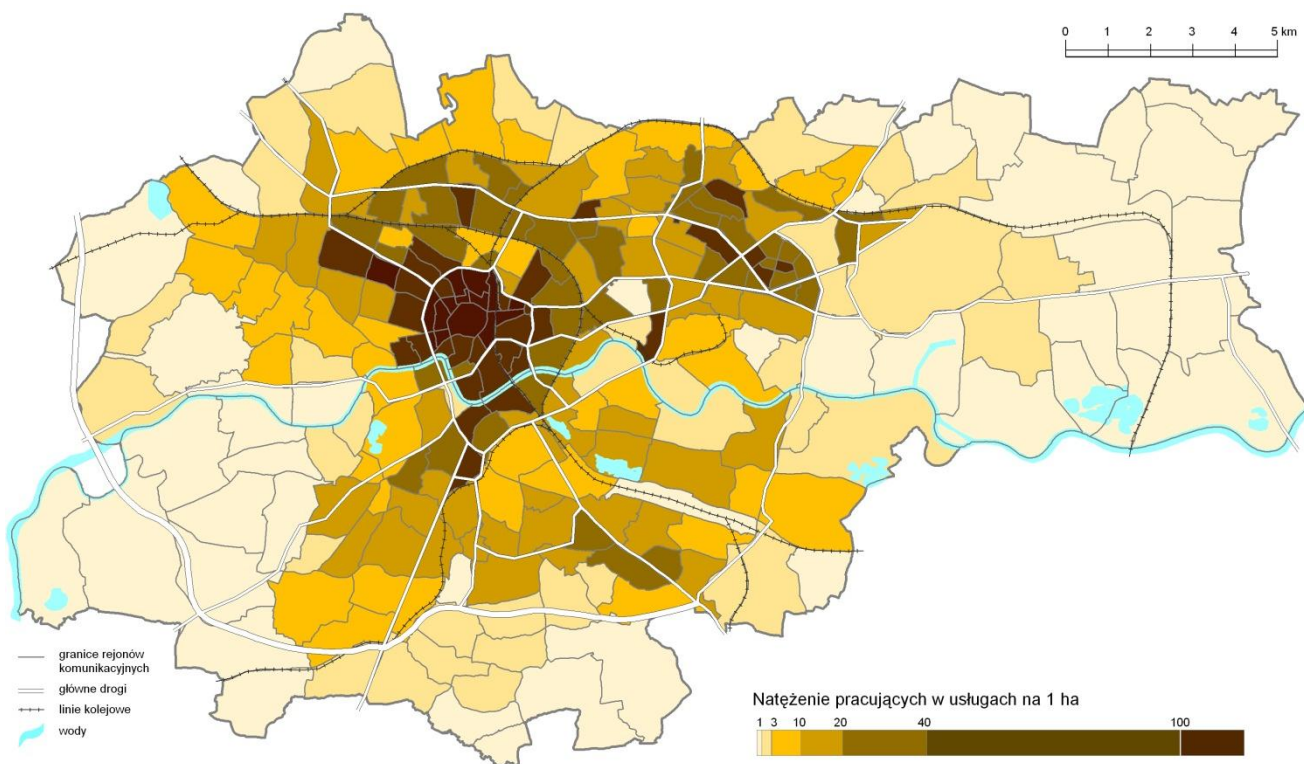 0 1 2 3 4 5 km
granice rejonów
komunikacyjnych
główne drogi
linie kolejowe
wody
Natężenie pracujących w usługach na 1 ha
1 3 10 20 40 100